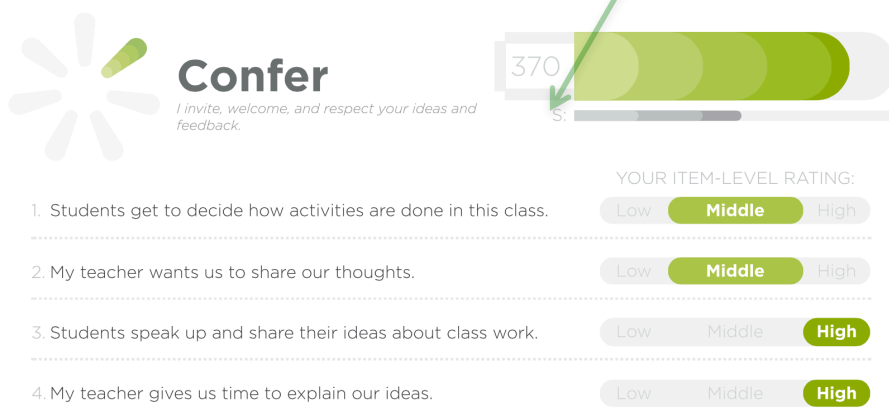 Confer
I invite, welcome, and respect your ideas and
feedback.
370
S:
YOUR ITEM-LEVEL RATING:
1. Students get to decide how activities are done in this class.
Low Middle High
2. My teacher wants us to share our thoughts.
Low Middle High
3. Students speak up and share their ideas about class work.
Low Middle High
4. My teacher gives us time to explain our ideas.
Low Middle High